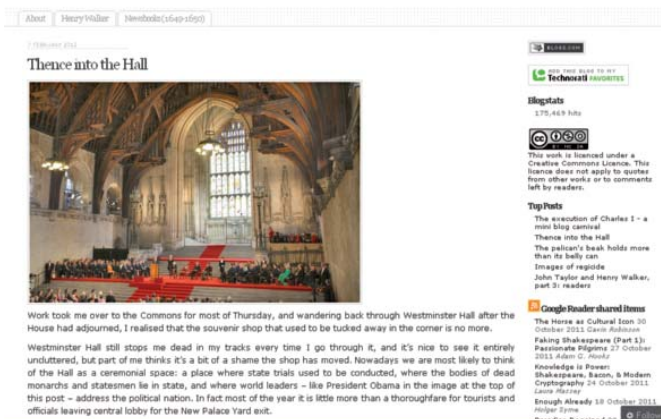 About
Henry Walker
Newsbooks (1649-1650)
7 FEBRUARY 2012
Thence into the Hall
Work took me over to the Commons for most of Thursday, and wandering back through Westminster Hall after the
House had adjourned, I realised that the souvenir shop that used to be tucked away in the corner is no more.
Westminster Hall still stops me dead in my tracks every time I go through it, and it's nice to see it entirely
uncluttered, but part of me thinks it's a bit of a shame the shop has moved. Nowadays we are most likely to think
of the Hall as a ceremonial space: a place where state trials used to be conducted, where the bodies of dead
monarchs and statesmen lie in state, and where world leaders – like President Obama in the image at the top of
this post – address the political nation. In fact most of the year it is little more than a thoroughfare for tourists and
officials leaving central lobby for the New Palace Yard exit.
BLOGS.COM
ADD THIS BLOG TO MY
Technorati FAVORITES
Blog stats
175,469 hits
This work is licenced under a
Creative Commons Licence. This
licence does not apply to quotes
from other works or to comments
left by readers.
Top Posts
The execution of Charles I – a
mini blog carnival
Thence into the Hall
The pelican's beak holds more
than its belly can
Images of regicide
John Taylor and Henry Walker,
part 3: readers
Google Reader shared items
The Horse as Cultural Icon 30
October 2011 Gavin Robinson
Faking Shakespeare (Part 1):
Passionate Pilgrims 27 October
2011 Adam G. Hooks
Knowledge is Power:
Shakespeare, Bacon, & Modern
Cryptography 24 October 2011
Laura Massey
Enough Already 18 October 2011
Holger Syme
Follow